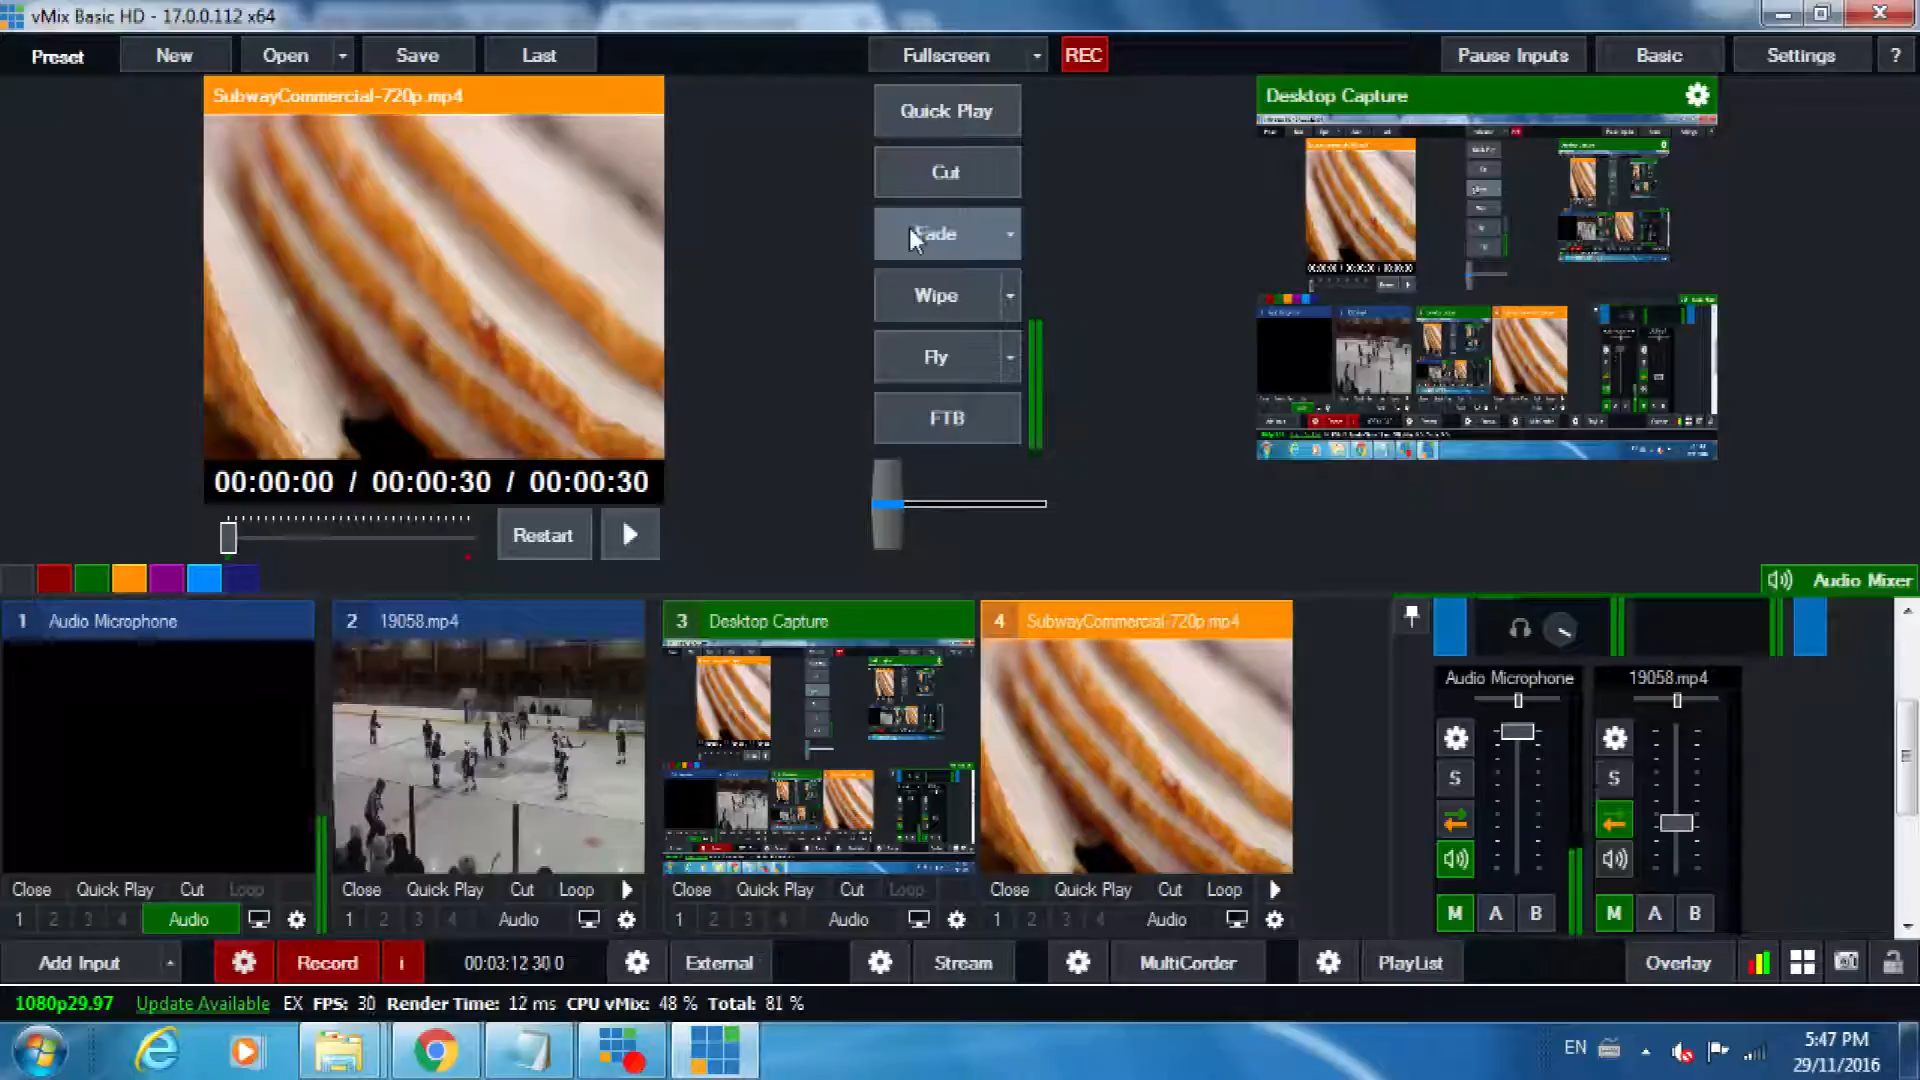 vMix Basic HD - 17.0.0.112 x64
Preset New Open Save Last Fullscreen REC Pause Inputs Basic Settings ?
SubwayCommercial-720p.mp4
Quick Play
Cut
Fade
Wipe
Fly
FTB
Desktop Capture
00:00:00 / 00:00:30 / 00:00:30
Restart
Audio Mixer
1 Audio Microphone
2 19058.mp4
3 Desktop Capture
4 SubwayCommercial-720p.mp4
Audio Microphone 19058.mp4
S S
M A B M A B
Close Quick Play Cut Loop
1 2 3 4 Audio
Close Quick Play Cut Loop
1 2 3 4 Audio
Close Quick Play Cut Loop
1 2 3 4 Audio
Close Quick Play Cut Loop
1 2 3 4 Audio
Add Input Record i 00:03:12 30 0 External Stream MultiCorder PlayList Overlay
1080p29.97 Update Available EX FPS: 30 Render Time: 12 ms CPU vMix: 48 % Total: 81 %
EN 5:47 PM
29/11/2016